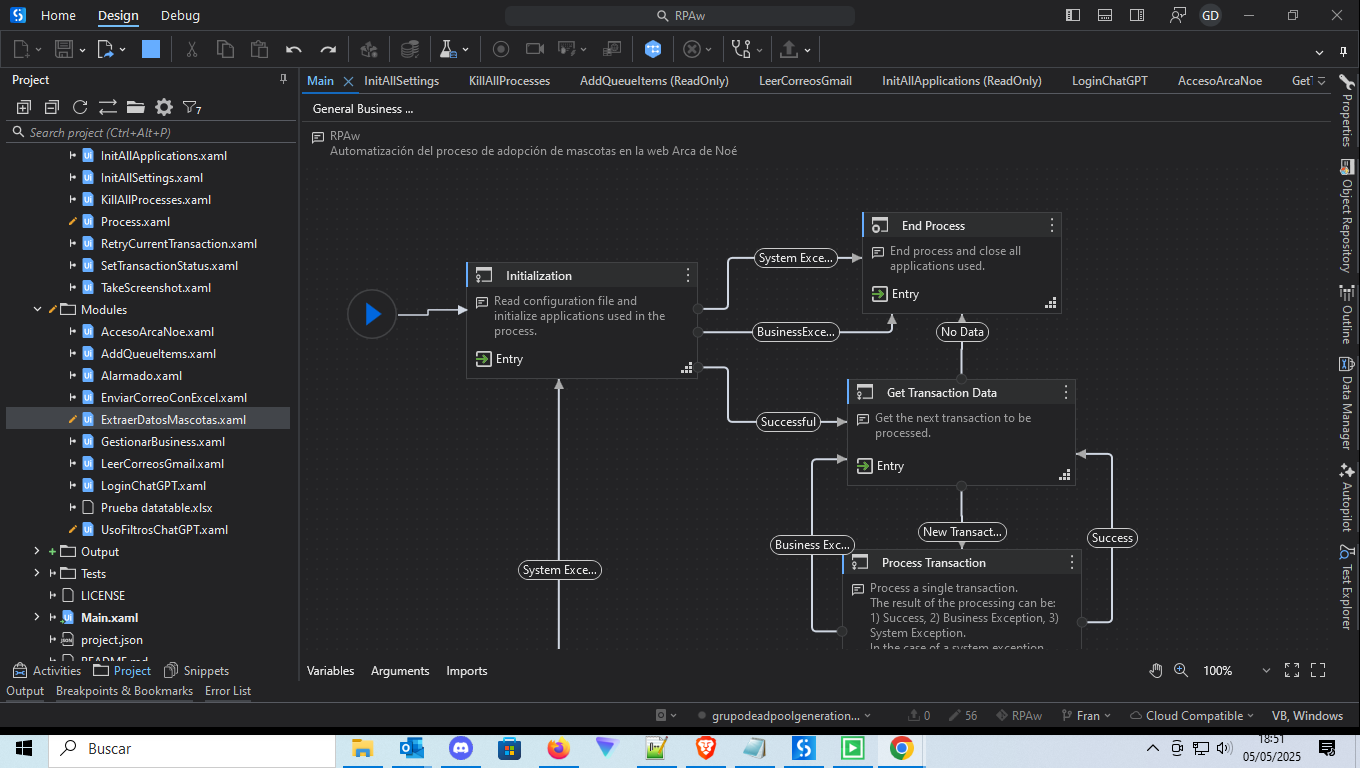 Home
Design
Debug
RPAw
GD
Project
Search project (Ctrl+Alt+P)
7
InitAllApplications.xaml
InitAllSettings.xaml
KillAllProcesses.xaml
Process.xaml
RetryCurrentTransaction.xaml
SetTransactionStatus.xaml
TakeScreenshot.xaml
Modules
AccesoArcaNoe.xaml
AddQueueItems.xaml
Alarmado.xaml
EnviarCorreoConExcel.xaml
ExtraerDatosMascotas.xaml
GestionarBusiness.xaml
LeerCorreosGmail.xaml
LoginChatGPT.xaml
Prueba datatable.xlsx
UsoFiltrosChatGPT.xaml
Output
Tests
LICENSE
Main.xaml
project.json
README.md
Activities
Project
Snippets
Output
Breakpoints & Bookmarks
Error List
Main
InitAllSettings
KillAllProcesses
AddQueueItems (ReadOnly)
LeerCorreosGmail
InitAllApplications (ReadOnly)
LoginChatGPT
AccesoArcaNoe
GetT
General Business ...
RPAw
Automatización del proceso de adopción de mascotas en la web Arca de Noé
Initialization
Read configuration file and
initialize applications used in the
process.
Entry
System Exce...
BusinessExce...
Successful
End Process
End process and close all
applications used.
Entry
No Data
Get Transaction Data
Get the next transaction to be
processed.
Entry
New Transact...
Business Exc...
Success
System Exce...
Process Transaction
Process a single transaction.
The result of the processing can be:
1) Success, 2) Business Exception, 3)
System Exception.
In the case of a system exception
Variables
Arguments
Imports
100%
Properties
Object Repository
Outline
Data Manager
Autopilot
Test Explorer
grupodeadpoolgeneration...
0
56
RPAw
Fran
Cloud Compatible
VB, Windows
Buscar
18:51
05/05/2025